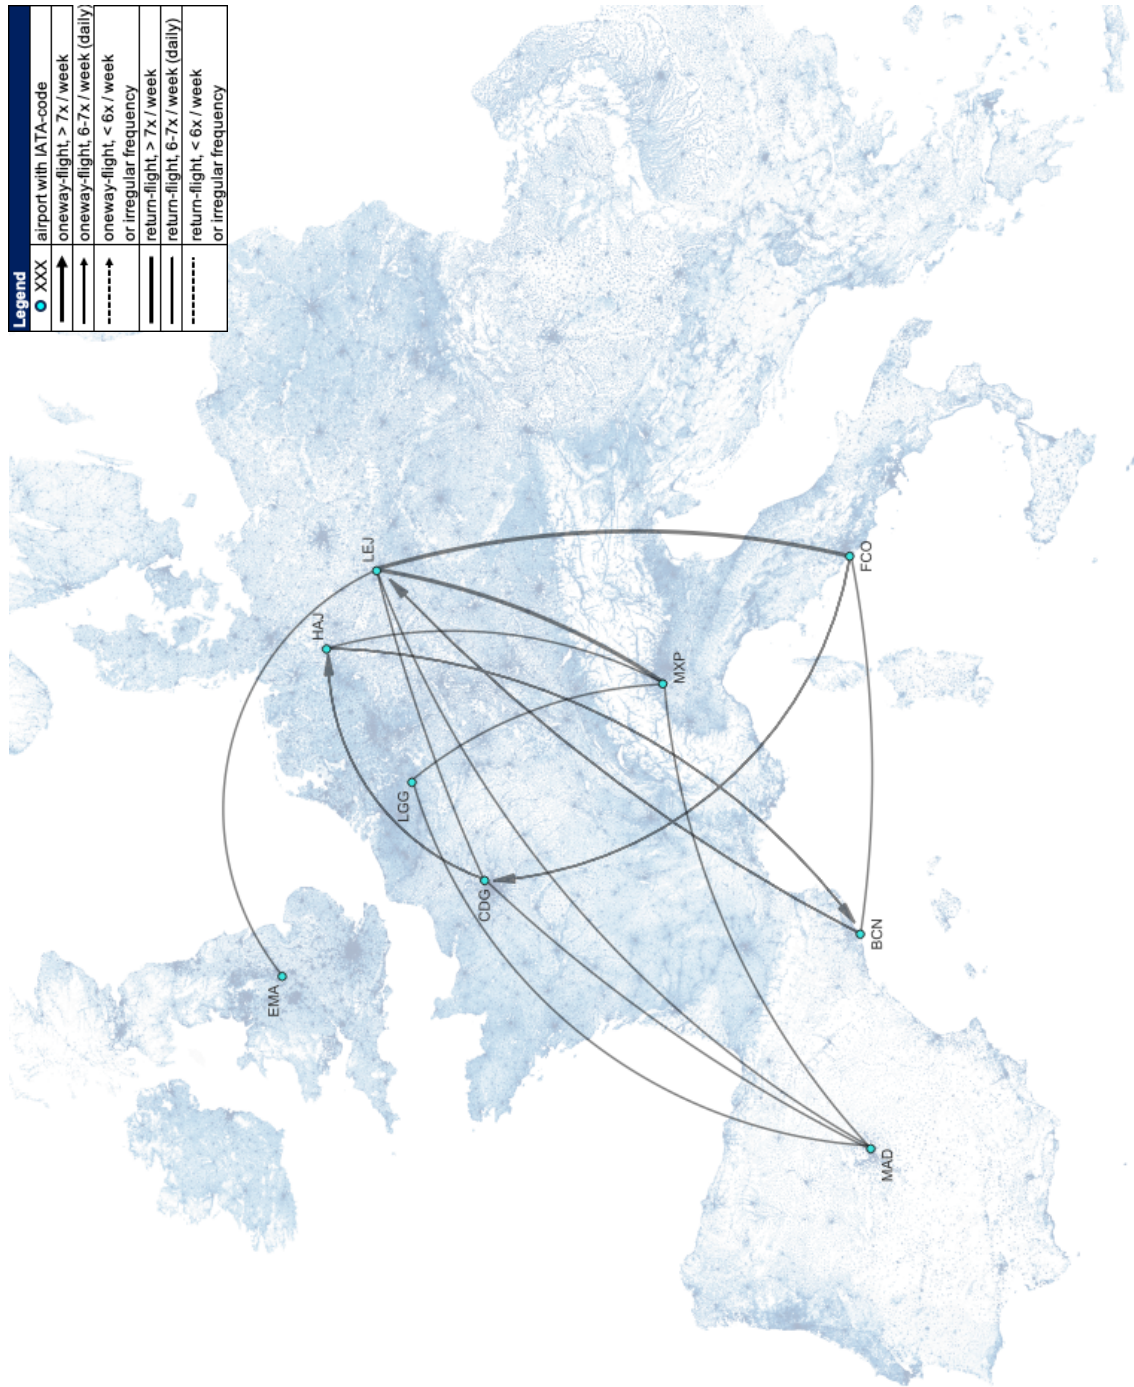 Legend
XXX airport with IATA-code
oneway-flight, > 7x / week
oneway-flight, 6-7x / week (daily)
oneway-flight, < 6x / week
or irregular frequency
return-flight, > 7x / week
return-flight, 6-7x / week (daily)
return-flight, < 6x / week
or irregular frequency
LEJ
HAJ
MXP
FCO
LGG
CDG
BCN
EMA
MAD